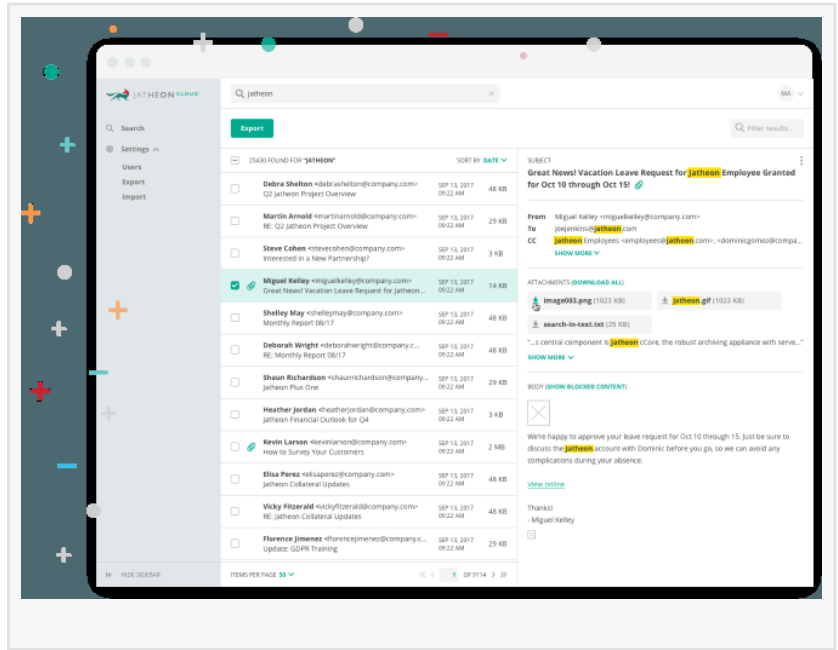 JATHEON CLOUD
jatheon
MA
Search
Settings
Users
Export
Import
HIDE SIDEBAR
Export
Filter results...
25430 FOUND FOR "JATHEON"
SORT BY DATE
Debra Shelton <debrashelton@company.com>
Q2 Jatheon Project Overview
SEP 13, 2017
09:22 AM
48 KB
Martin Arnold <martinarnold@company.com>
RE: Q2 Jatheon Project Overview
SEP 13, 2017
09:22 AM
29 KB
Steve Cohen <stevecohen@company.com>
Interested in a New Partnership?
SEP 13, 2017
09:22 AM
3 KB
Miguel Kelley <miguelkelley@company.com>
Great News! Vacation Leave Request for Jatheon...
SEP 13, 2017
09:22 AM
14 KB
Shelley May <shelleymay@company.com>
Monthly Report 08/17
SEP 13, 2017
09:22 AM
48 KB
Deborah Wright <deborahwright@company.c...
RE: Monthly Report 08/17
SEP 13, 2017
09:22 AM
48 KB
Shaun Richardson <shaunrichardson@company...
Jatheon Plus One
SEP 13, 2017
09:22 AM
29 KB
Heather Jordan <heatherjordan@company.com>
Jatheon Financial Outlook for Q4
SEP 13, 2017
09:22 AM
3 KB
Kevin Larson <kevinlarson@company.com>
How to Survey Your Customers
SEP 13, 2017
09:22 AM
2 MB
Elisa Perez <elisaperez@company.com>
Jatheon Collateral Updates
SEP 13, 2017
09:22 AM
48 KB
Vicky Fitzerald <vickyfitzerald@company.com>
RE: Jatheon Collateral Updates
SEP 13, 2017
09:22 AM
48 KB
Florence Jimenez <florencejimenez@company.c...
Update: GDPR Training
SEP 13, 2017
09:22 AM
29 KB
ITEMS PER PAGE 50
1 OF 9114
SUBJECT
Great News! Vacation Leave Request for Jatheon Employee Granted
for Oct 10 through Oct 15!
From Miguel Kelley <miguelkelley@company.com>
To joejenkins@jatheon.com
CC Jatheon Employees <employees@jatheon.com>, <dominicgomez@compa...
SHOW MORE
ATTACHMENTS (DOWNLOAD ALL)
image003.png (1023 KB)
jatheon.gif (1023 KB)
search-in-text.txt (25 KB)
"...s central component is Jatheon cCore, the robust archiving appliance with serve..."
SHOW MORE
BODY (SHOW BLOCKED CONTENT)
We're happy to approve your leave request for Oct 10 through 15. Just be sure to
discuss the Jatheon account with Dominic before you go, so we can avoid any
complications during your absence.
View online
Thanks!
- Miguel Kelley